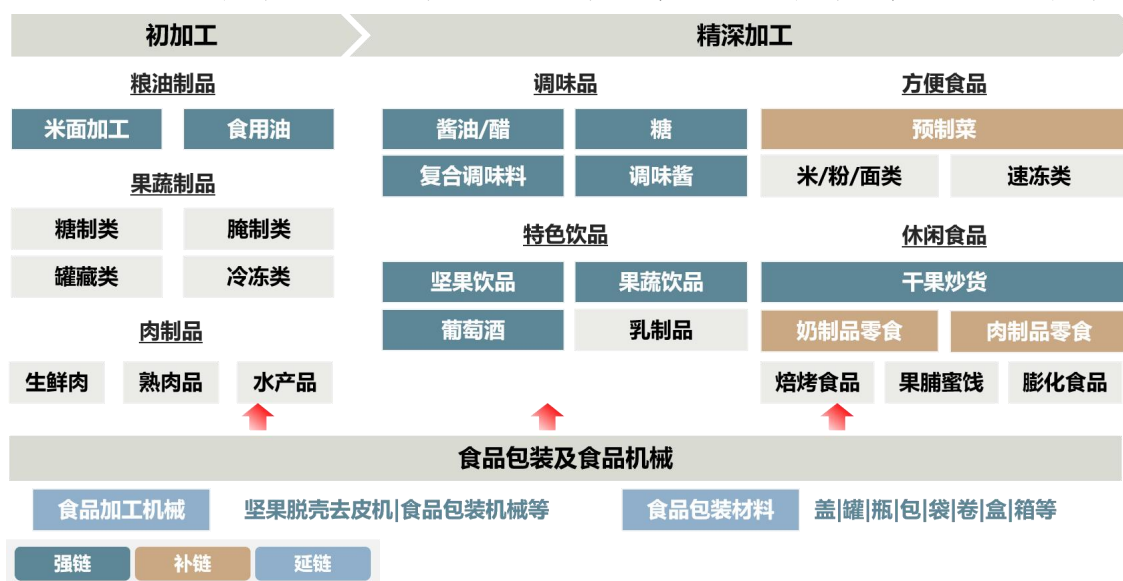 初加工
精深加工
粮油制品
调味品
方便食品
米面加工
食用油
酱油/醋
糖
预制菜
果蔬制品
复合调味料
调味酱
米/粉/面类
速冻类
糖制类
腌制类
特色饮品
休闲食品
罐藏类
冷冻类
坚果饮品
果蔬饮品
干果炒货
肉制品
葡萄酒
乳制品
奶制品零食
肉制品零食
生鲜肉
熟肉品
水产品
焙烤食品
果脯蜜饯
膨化食品
食品包装及食品机械
食品加工机械
坚果脱壳去皮机|食品包装机械等
食品包装材料
盖|罐|瓶|包|袋|卷|盒|箱等
强链
补链
延链